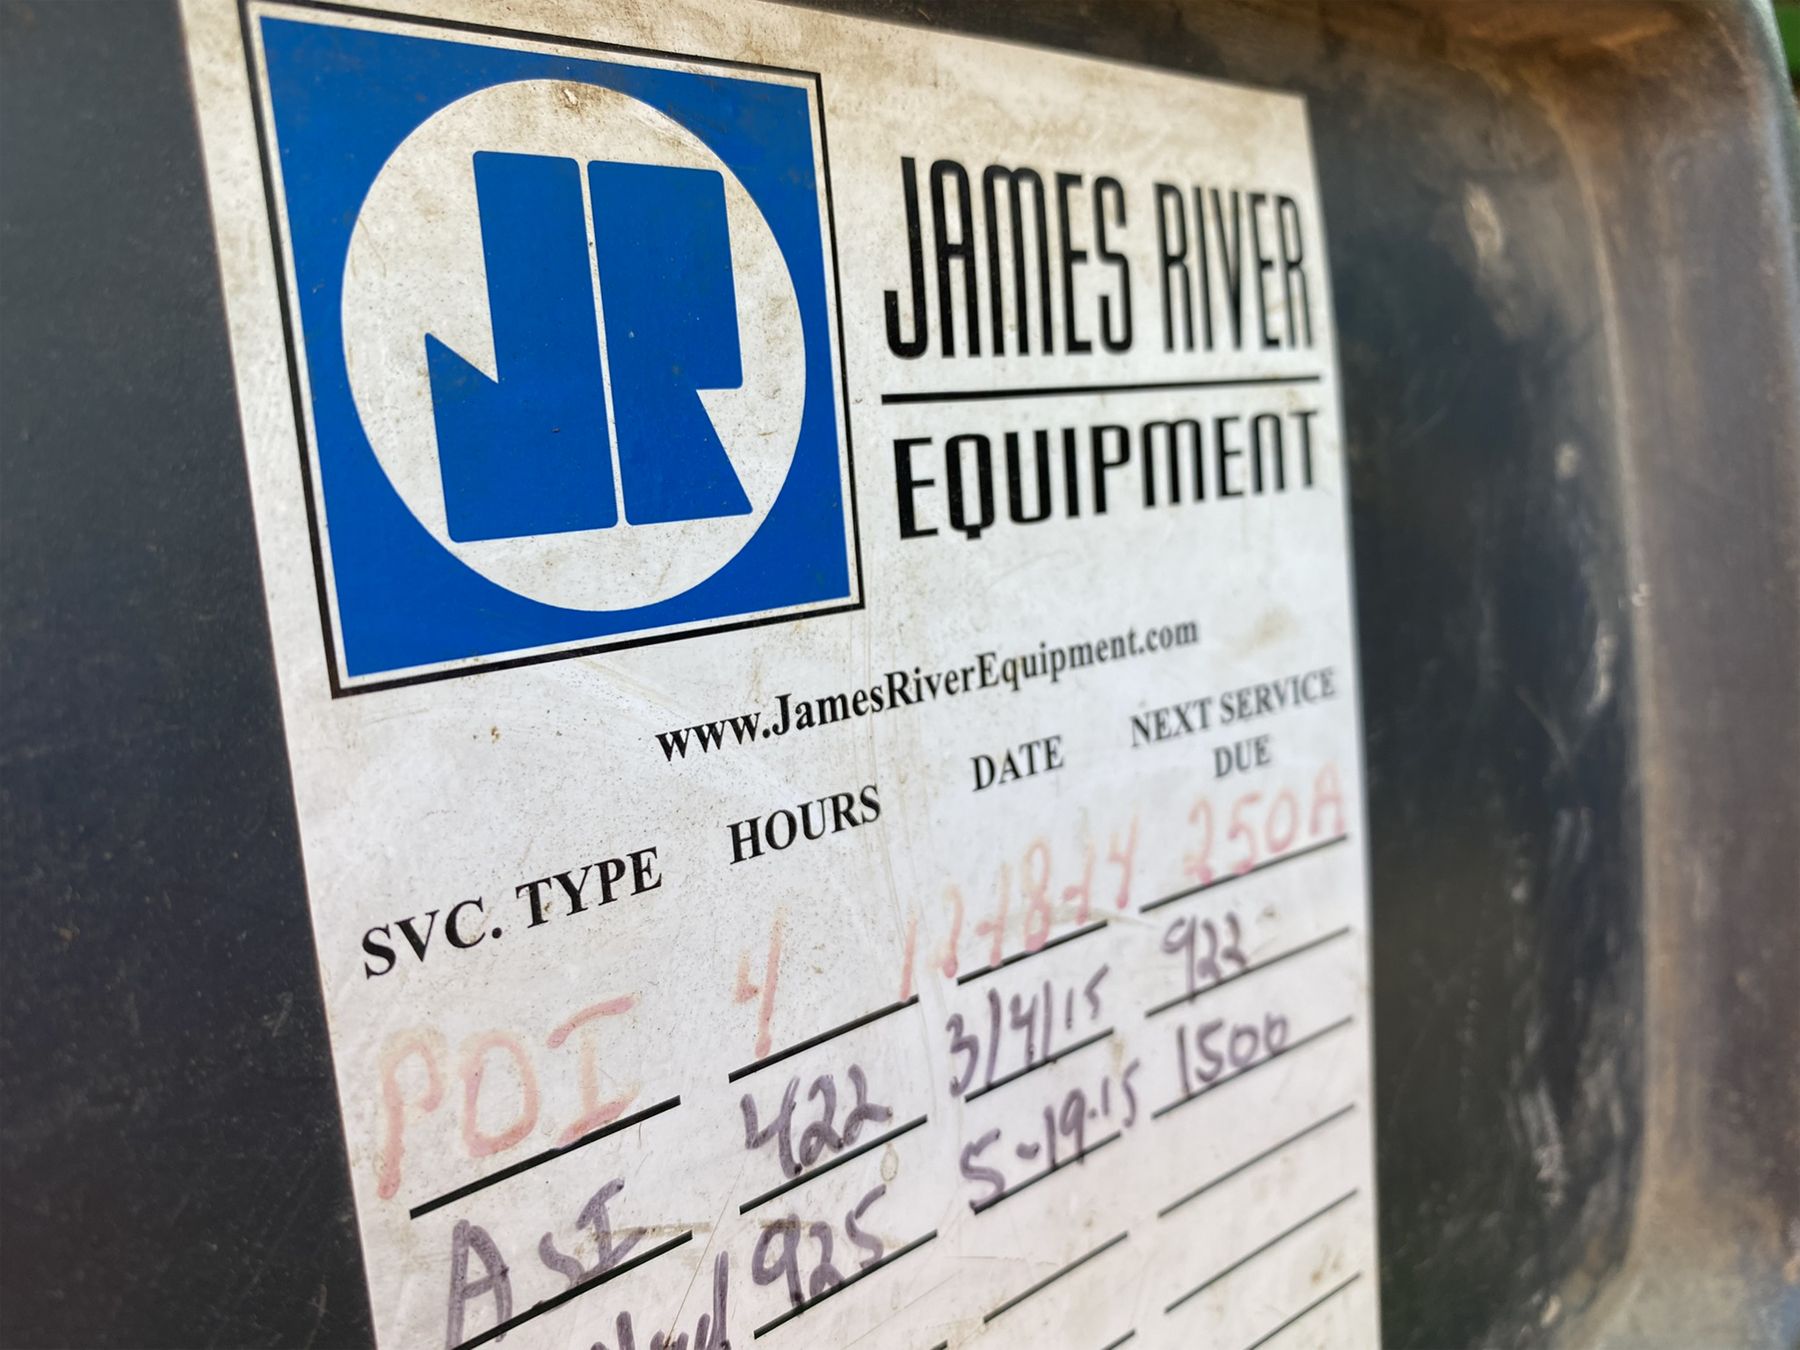 JR
JAMES RIVER
EQUIPMENT
www.JamesRiverEquipment.com
SVC. TYPE HOURS DATE NEXT SERVICE DUE
PDI 4 12-18-14 250A
A&I 422 3/4/15 922
925 5-19-15 1500